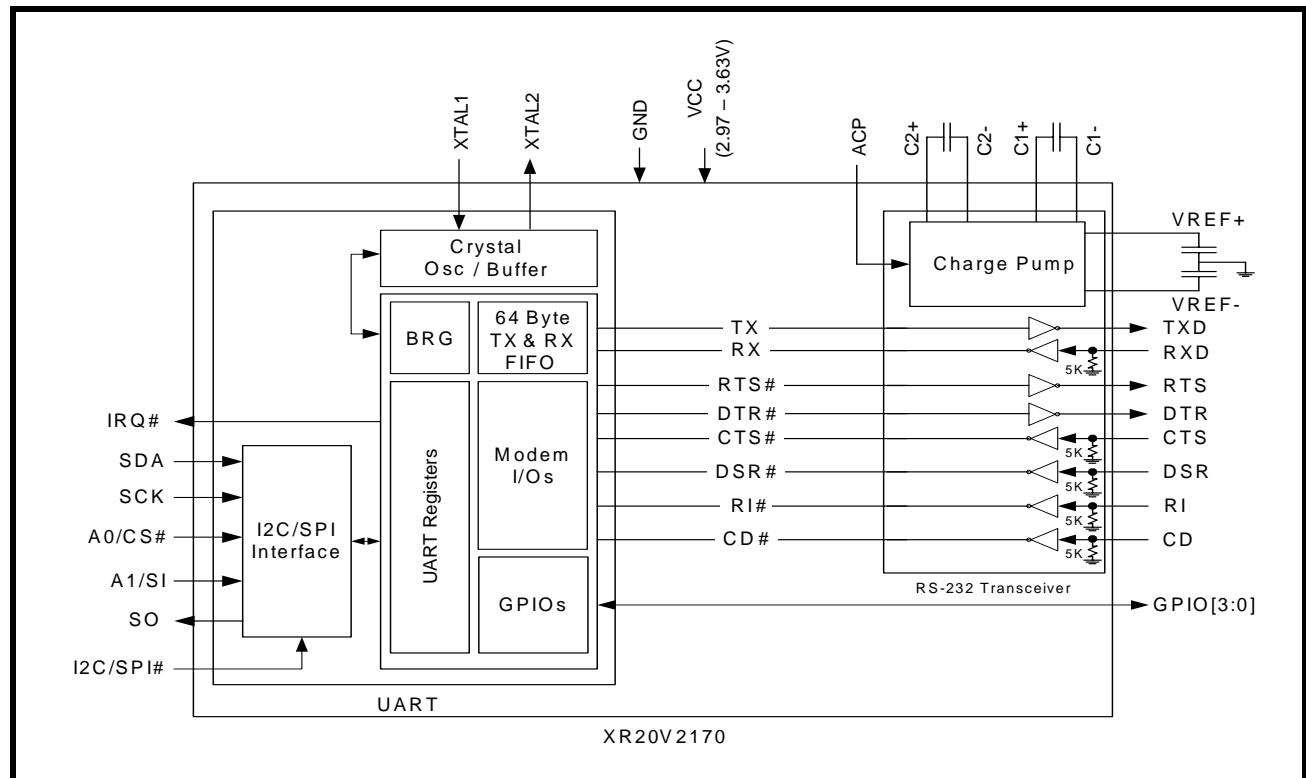 XTAL1
XTAL2
GND
VCC
(2.97 – 3.63V)
ACP
C2+
C2-
C1+
C1-
Crystal
Osc / Buffer
Charge Pump
VREF+
VREF-
BRG
64 Byte
TX & RX
FIFO
TX
TXD
RX
5K
RXD
RTS#
RTS
DTR#
DTR
CTS#
5K
CTS
DSR#
5K
DSR
RI#
5K
RI
CD#
5K
CD
RS-232 Transceiver
IRQ#
SDA
SCK
A0/CS#
A1/SI
SO
I2C/SPI#
I2C/SPI
Interface
UART Registers
Modem
I/Os
GPIOs
GPIO[3:0]
UART
XR20V2170